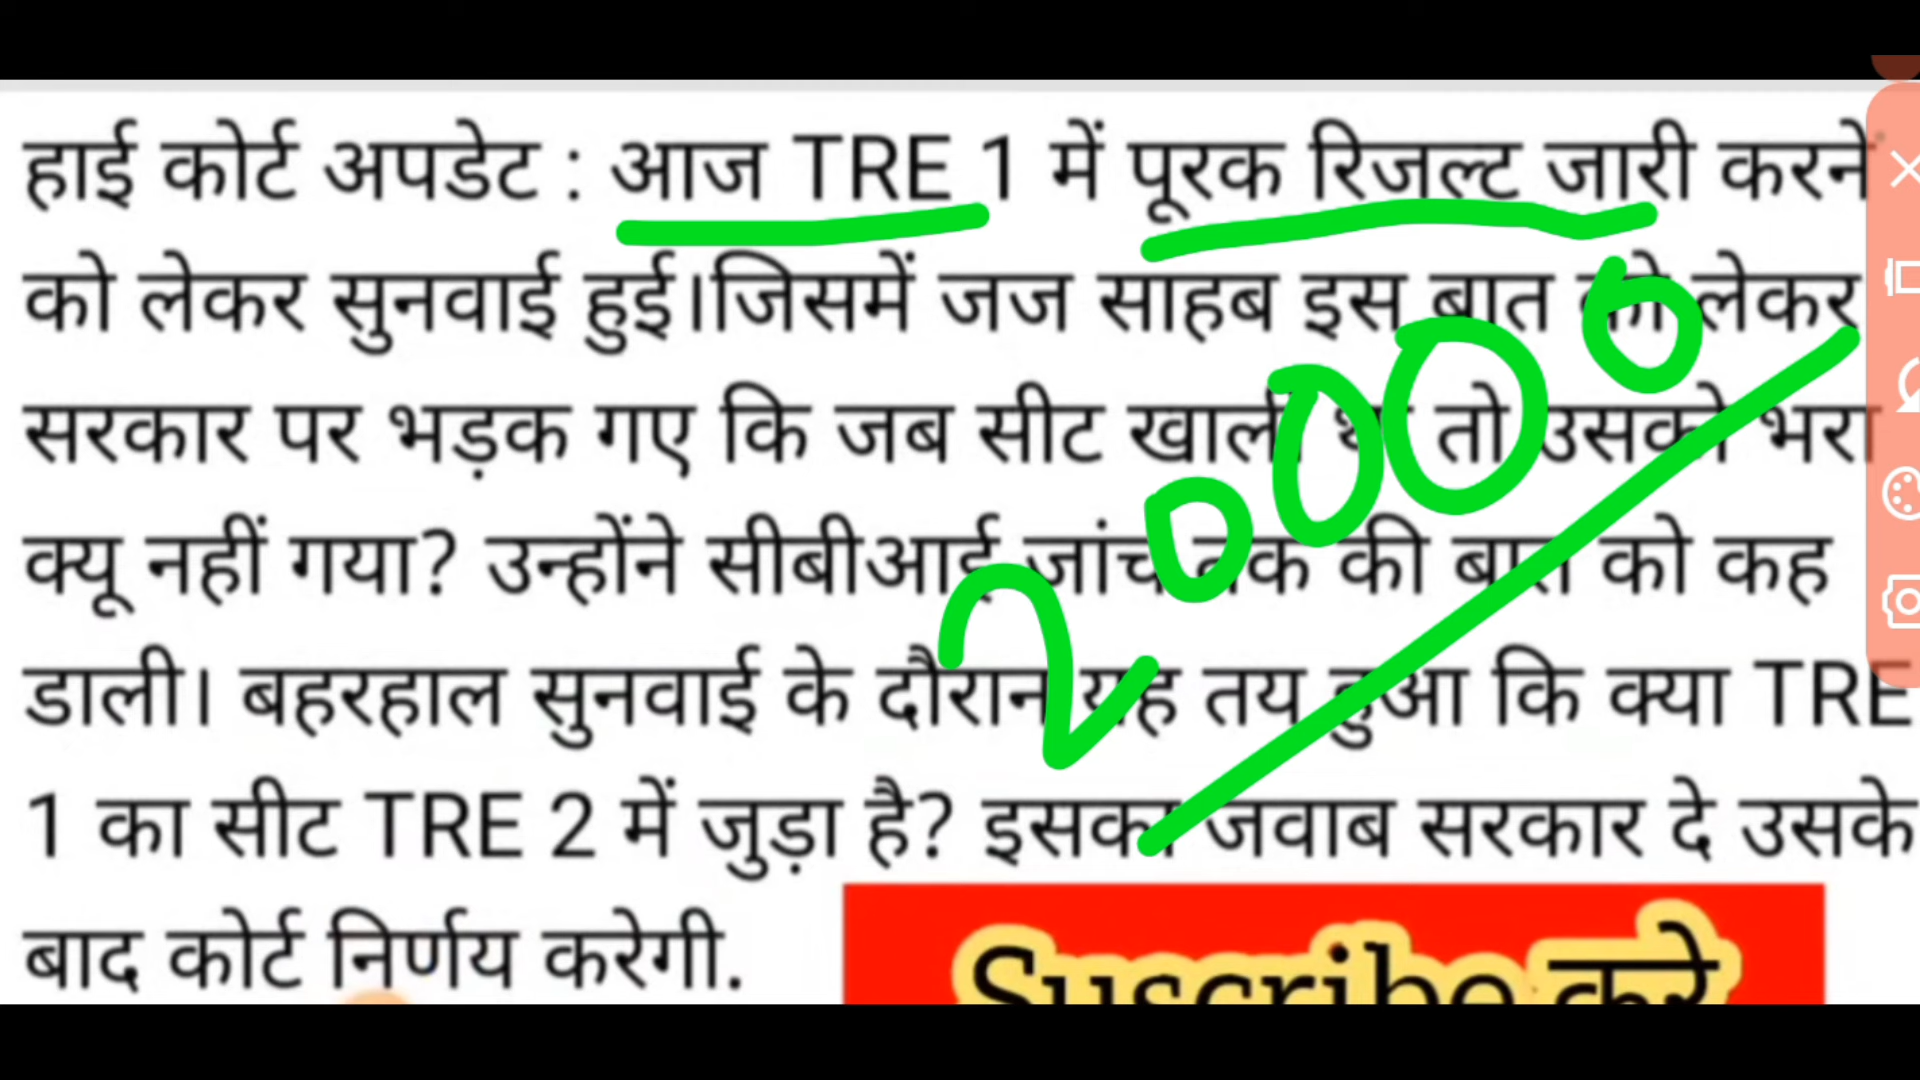 हाई कोर्ट अपडेट : आज TRE 1 में पूरक रिजल्ट जारी करने
को लेकर सुनवाई हुई।जिसमें जज साहब इस बात को लेकर
सरकार पर भड़क गए कि जब सीट खाली थी तो उसको भरा
क्यू नहीं गया? उन्होंने सीबीआई जांच तक की बात को कह
डाली। बहरहाल सुनवाई के दौरान यह तय हुआ कि क्या TRE
1 का सीट TRE 2 में जुड़ा है? इसका जवाब सरकार दे उसके
बाद कोर्ट निर्णय करेगी.
20000
Suscribe करे